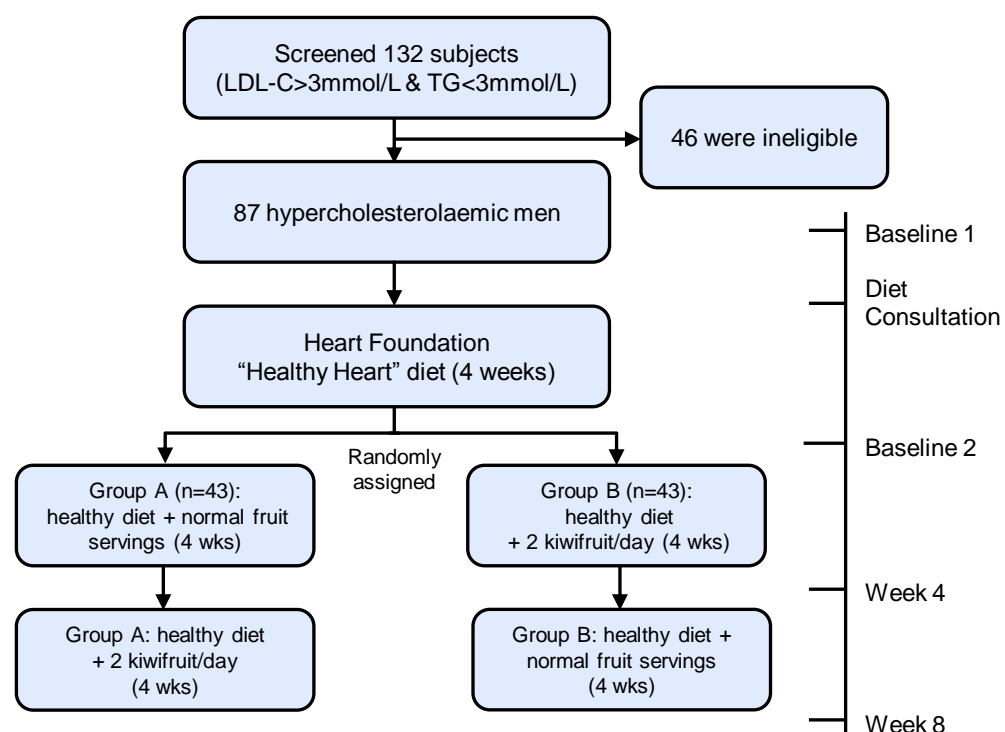 Screened 132 subjects
(LDL-C>3mmol/L & TG<3mmol/L)
46 were ineligible
87 hypercholesterolaemic men
Heart Foundation
“Healthy Heart” diet (4 weeks)
Randomly
assigned
Group A (n=43):
healthy diet + normal fruit
servings (4 wks)
Group B (n=43):
healthy diet
+ 2 kiwifruit/day (4 wks)
Group A: healthy diet
+ 2 kiwifruit/day
(4 wks)
Group B: healthy diet +
normal fruit servings
(4 wks)
Baseline 1
Diet
Consultation
Baseline 2
Week 4
Week 8